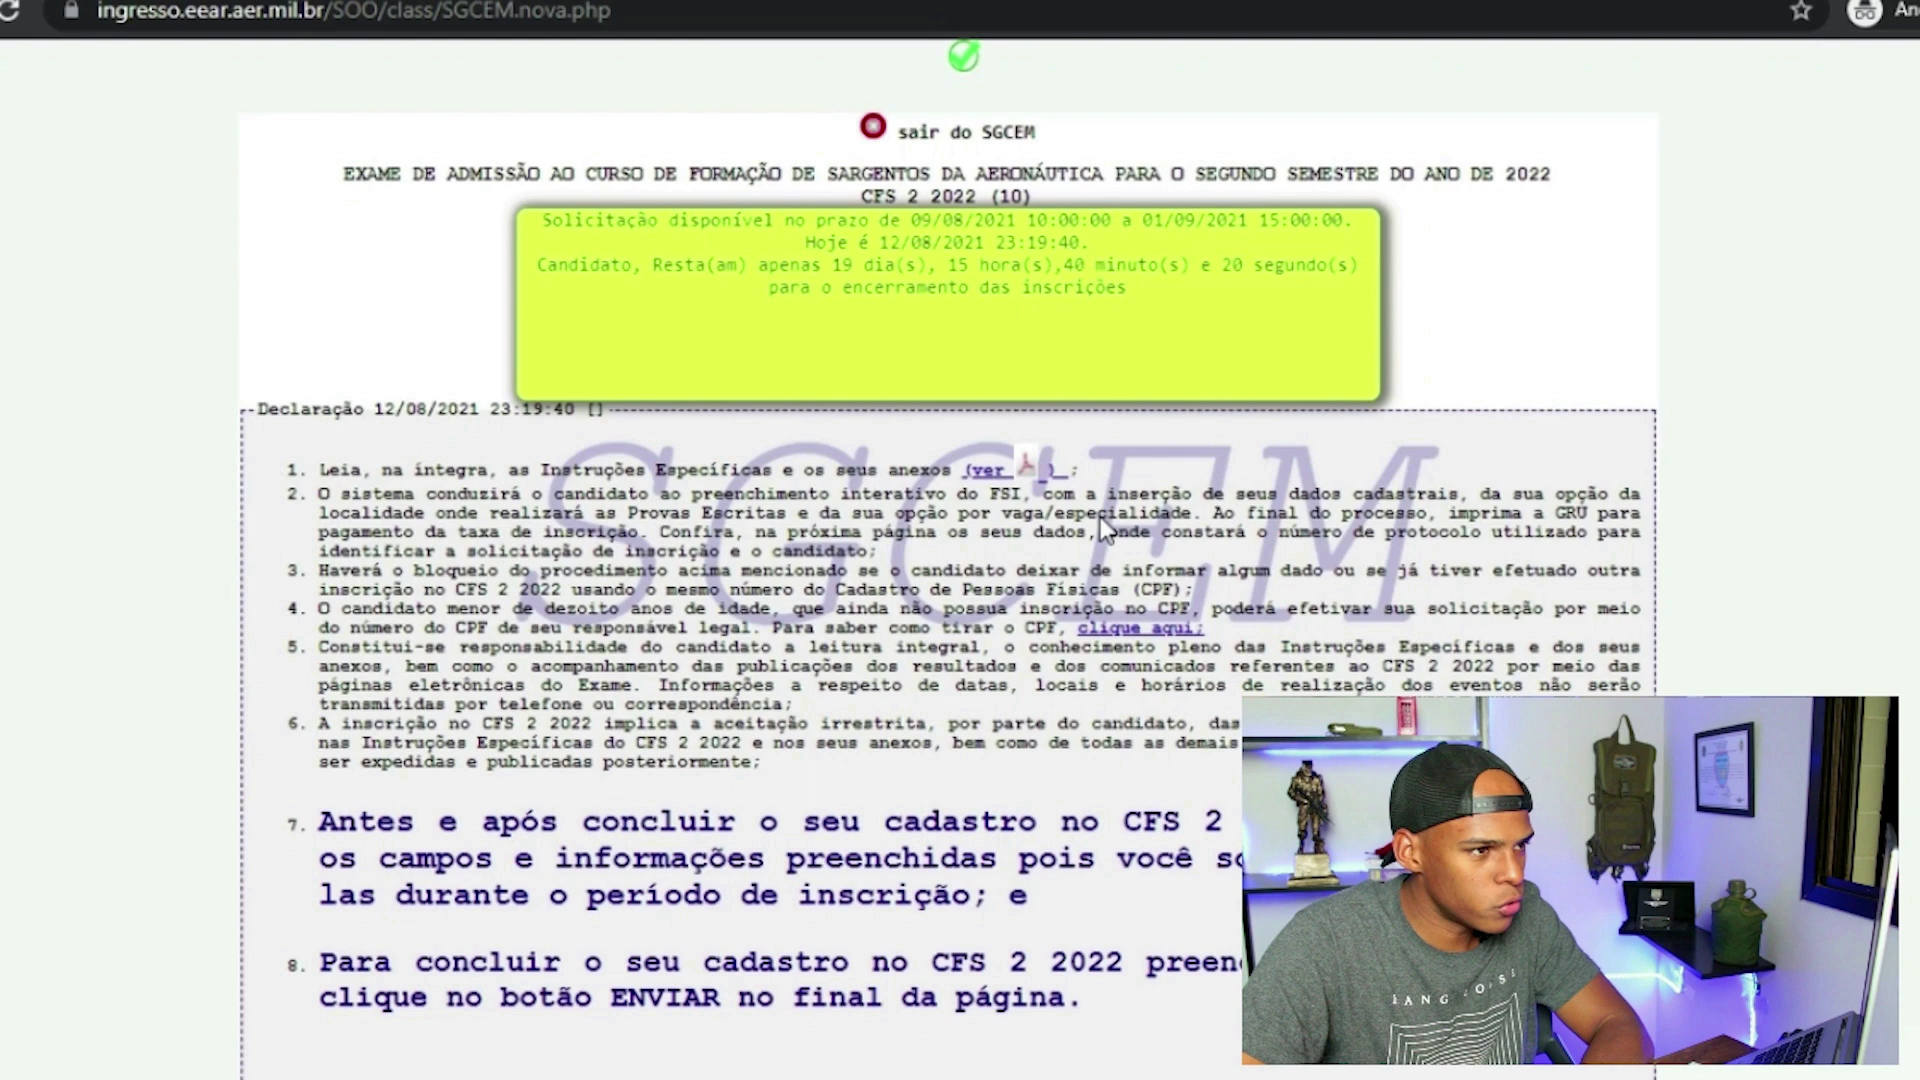 ingresso.eear.aer.mil.br/SOO/class/SGCEM.nova.php
sair do SGCEM
EXAME DE ADMISSÃO AO CURSO DE FORMAÇÃO DE SARGENTOS DA AERONÁUTICA PARA O SEGUNDO SEMESTRE DO ANO DE 2022
CFS 2 2022 (10)
Solicitação disponível no prazo de 09/08/2021 10:00:00 a 01/09/2021 15:00:00.
Hoje é 12/08/2021 23:19:40.
Candidato, Resta(am) apenas 19 dia(s), 15 hora(s),40 minuto(s) e 20 segundo(s)
para o encerramento das inscrições
Declaração 12/08/2021 23:19:40 []
SGCEM
1. Leia, na íntegra, as Instruções Específicas e os seus anexos (ver ) ;
2. O sistema conduzirá o candidato ao preenchimento interativo do FSI, com a inserção de seus dados cadastrais, da sua opção da
localidade onde realizará as Provas Escritas e da sua opção por vaga/especialidade. Ao final do processo, imprima a GRU para
pagamento da taxa de inscrição. Confira, na próxima página os seus dados, onde constará o número de protocolo utilizado para
identificar a solicitação de inscrição e o candidato;
3. Haverá o bloqueio do procedimento acima mencionado se o candidato deixar de informar algum dado ou se já tiver efetuado outra
inscrição no CFS 2 2022 usando o mesmo número do Cadastro de Pessoas Físicas (CPF);
4. O candidato menor de dezoito anos de idade, que ainda não possua inscrição no CPF, poderá efetivar sua solicitação por meio
do número do CPF de seu responsável legal. Para saber como tirar o CPF, clique aqui;
5. Constitui-se responsabilidade do candidato a leitura integral, o conhecimento pleno das Instruções Específicas e dos seus
anexos, bem como o acompanhamento das publicações dos resultados e dos comunicados referentes ao CFS 2 2022 por meio das
páginas eletrônicas do Exame. Informações a respeito de datas, locais e horários de realização dos eventos não serão
transmitidas por telefone ou correspondência;
6. A inscrição no CFS 2 2022 implica a aceitação irrestrita, por parte do candidato, das
nas Instruções Específicas do CFS 2 2022 e nos seus anexos, bem como de todas as demais
ser expedidas e publicadas posteriormente;
7. Antes e após concluir o seu cadastro no CFS 2
os campos e informações preenchidas pois você
las durante o período de inscrição; e
8. Para concluir o seu cadastro no CFS 2 2022 preen
clique no botão ENVIAR no final da página.